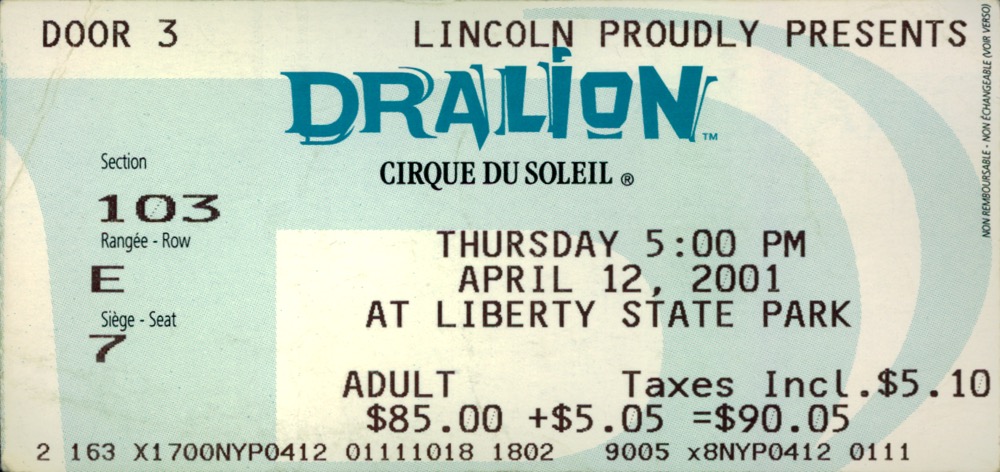 DOOR 3
LINCOLN PROUDLY PRESENTS
DRALION™
CIRQUE DU SOLEIL ®
Section
103
Rangée - Row
E
Siège - Seat
7
THURSDAY 5:00 PM
APRIL 12, 2001
AT LIBERTY STATE PARK
ADULT Taxes Incl.$5.10
$85.00 +$5.05 =$90.05
2 163 X1700NYP0412 01111018 1802 9005 x8NYP0412 0111
NON REMBOURSABLE - NON ÉCHANGEABLE (VOIR VERSO)